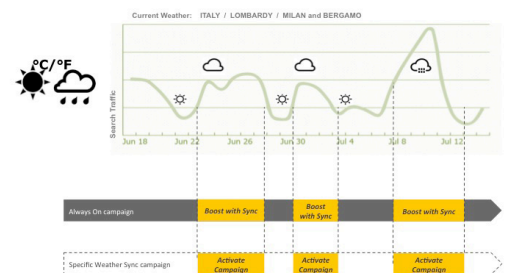 Current Weather: ITALY / LOMBARDY / MILAN and BERGAMO
°C/°F
Search Traffic
Jun 18 Jun 22 Jun 26 Jun 30 Jul 4 Jul 8 Jul 12
Always On campaign
Boost with Sync
Boost
with Sync
Boost with Sync
Specific Weather Sync campaign
Activate
Campaign
Activate
Campaign
Activate
Campaign